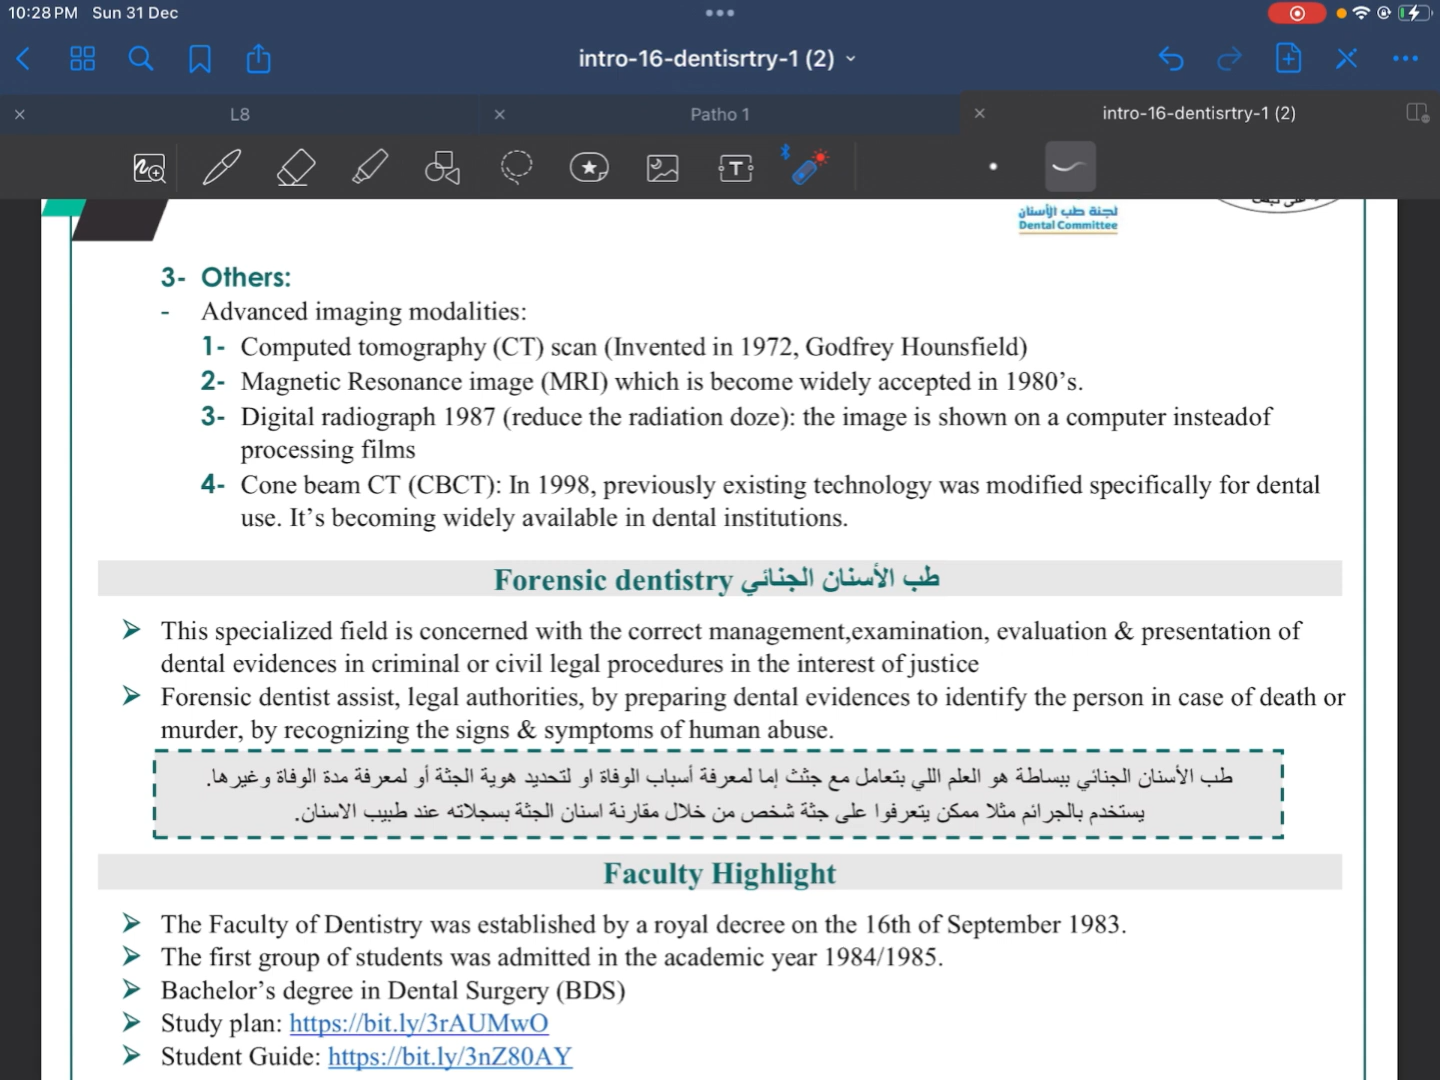 10:28 PM Sun 31 Dec
intro-16-dentisrtry-1 (2)
L8
Patho 1
intro-16-dentisrtry-1 (2)
لجنة طب الأسنان
Dental Committee
3- Others:
- Advanced imaging modalities:
1- Computed tomography (CT) scan (Invented in 1972, Godfrey Hounsfield)
2- Magnetic Resonance image (MRI) which is become widely accepted in 1980’s.
3- Digital radiograph 1987 (reduce the radiation doze): the image is shown on a computer insteadof
processing films
4- Cone beam CT (CBCT): In 1998, previously existing technology was modified specifically for dental
use. It’s becoming widely available in dental institutions.
Forensic dentistry طب الأسنان الجنائي
➢ This specialized field is concerned with the correct management,examination, evaluation & presentation of
dental evidences in criminal or civil legal procedures in the interest of justice
➢ Forensic dentist assist, legal authorities, by preparing dental evidences to identify the person in case of death or
murder, by recognizing the signs & symptoms of human abuse.
طب الأسنان الجنائي ببساطة هو العلم اللي بتعامل مع جثث إما لمعرفة أسباب الوفاة او لتحديد هوية الجثة أو لمعرفة مدة الوفاة وغيرها.
يستخدم بالجرائم مثلا ممكن يتعرفوا على جثة شخص من خلال مقارنة اسنان الجثة بسجلاته عند طبيب الاسنان.
Faculty Highlight
➢ The Faculty of Dentistry was established by a royal decree on the 16th of September 1983.
➢ The first group of students was admitted in the academic year 1984/1985.
➢ Bachelor’s degree in Dental Surgery (BDS)
➢ Study plan: https://bit.ly/3rAUMwO
➢ Student Guide: https://bit.ly/3nZ80AY